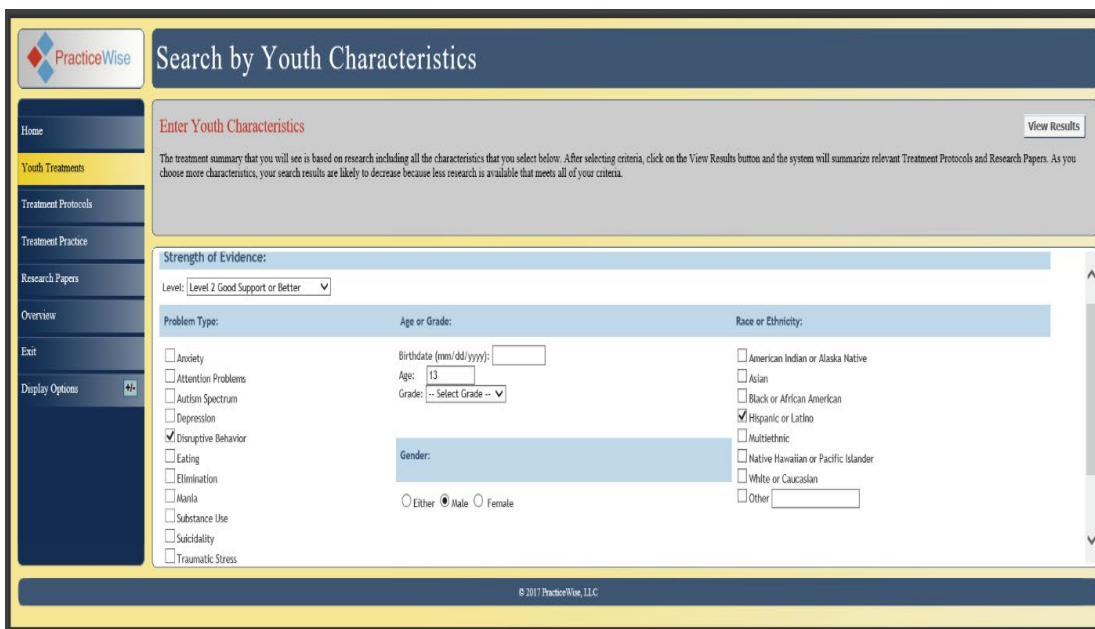 PracticeWise
Search by Youth Characteristics
Home
Youth Treatments
Treatment Protocols
Treatment Practice
Research Papers
Overview
Exit
Display Options +/-
Enter Youth Characteristics
View Results
The treatment summary that you will see is based on research including all the characteristics that you select below. After selecting criteria, click on the View Results button and the system will summarize relevant Treatment Protocols and Research Papers. As you
choose more characteristics, your search results are likely to decrease because less research is available that meets all of your criteria.
Strength of Evidence:
Level: Level 2 Good Support or Better
Problem Type:
Anxiety
Attention Problems
Autism Spectrum
Depression
Disruptive Behavior
Eating
Elimination
Mania
Substance Use
Suicidality
Traumatic Stress
Age or Grade:
Birthdate (mm/dd/yyyy):
Age: 13
Grade: -- Select Grade --
Gender:
Either Male Female
Race or Ethnicity:
American Indian or Alaska Native
Asian
Black or African American
Hispanic or Latino
Multiethnic
Native Hawaiian or Pacific Islander
White or Caucasian
Other
© 2017 PracticeWise, LLC